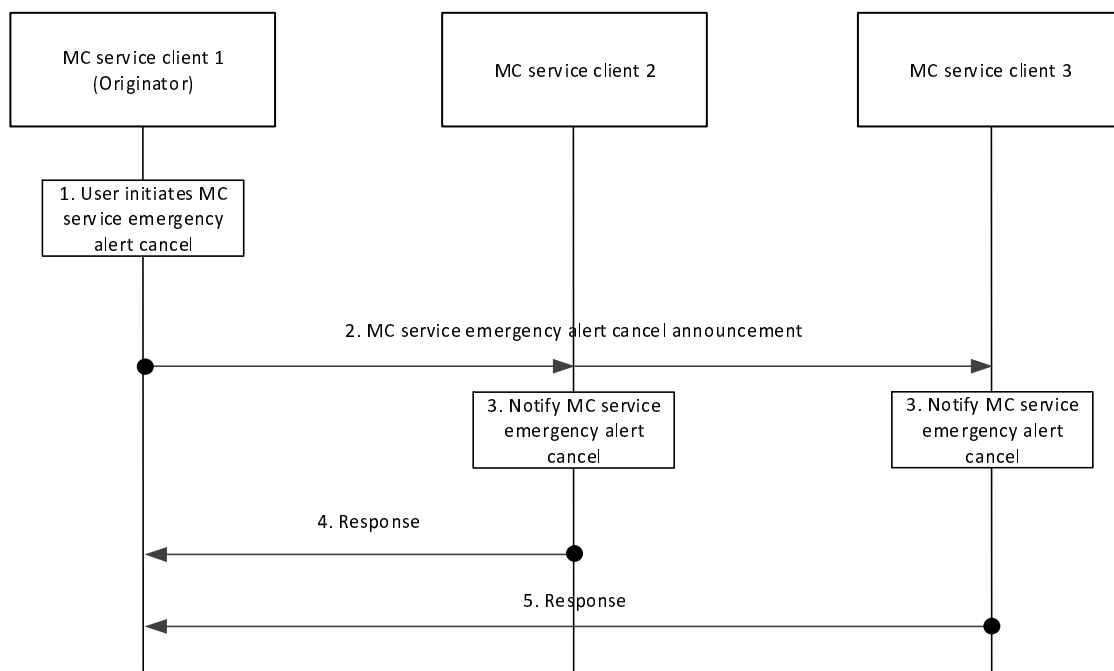 MC service client 1
(Originator)
MC service client 2
MC service client 3
1. User initiates MC
service emergency
alert cancel
2. MC service emergency alert cancel announcement
3. Notify MC service
emergency alert
cancel
3. Notify MC service
emergency alert
cancel
4. Response
5. Response